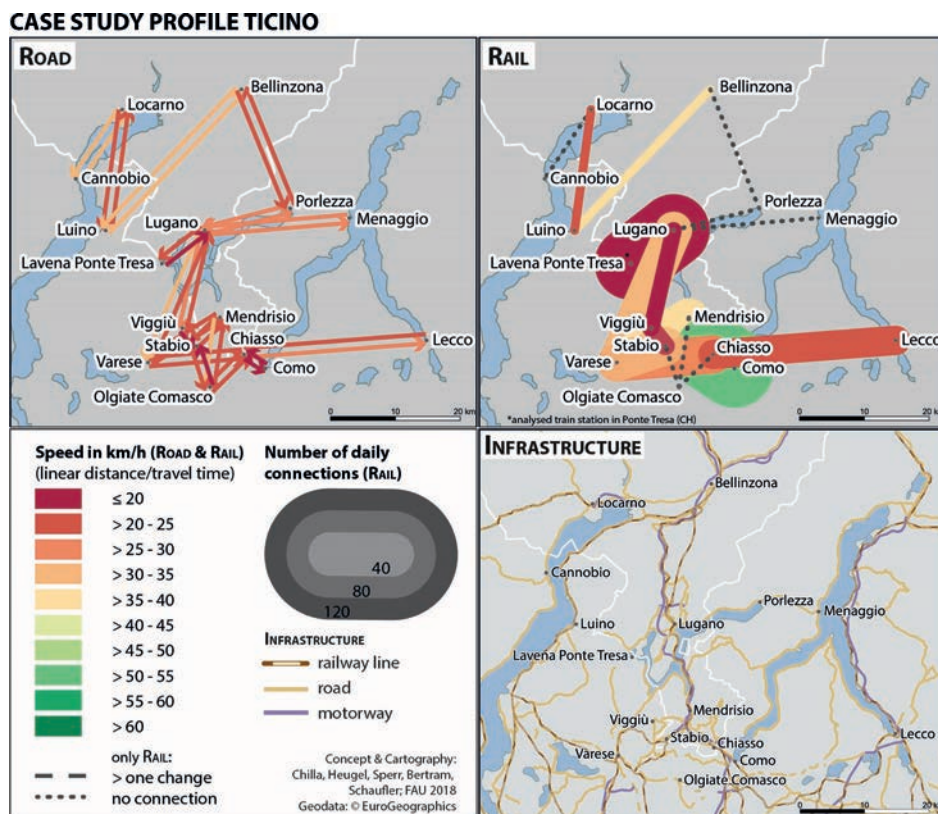 CASE STUDY PROFILE TICINO
ROAD
Locarno
Bellinzona
Cannobio
Porlezza
Luino
Lugano
Menaggio
Lavena Ponte Tresa
Viggiù
Mendrisio
Stabio
Chiasso
Lecco
Varese
Como
Olgiate Comasco
0 10 20 km
RAIL
Bellinzona
Locarno
Cannobio
Porlezza
Luino
Lugano
Menaggio
Lavena Ponte Tresa
Viggiù
Mendrisio
Stabio
Chiasso
Lecco
Varese
Como
Olgiate Comasco
*analysed train station in Ponte Tresa (CH)
0 10 20 km
Speed in km/h (ROAD & RAIL)
(linear distance/travel time)
≤ 20
> 20 - 25
> 25 - 30
> 30 - 35
> 35 - 40
> 40 - 45
> 45 - 50
> 50 - 55
> 55 - 60
> 60
only RAIL:
> one change
no connection
Number of daily
connections (RAIL)
40
80
120
INFRASTRUCTURE
railway line
road
motorway
Concept & Cartography:
Chilla, Heugel, Sperr, Bertram,
Schaufler; FAU 2018
Geodata: © EuroGeographics
INFRASTRUCTURE
Bellinzona
Locarno
Cannobio
Porlezza
Menaggio
Luino
Lugano
Lavena Ponte Tresa
Mendrisio
Viggiù
Stabio
Chiasso
Lecco
Varese
Como
Olgiate Comasco
0 10 20 km